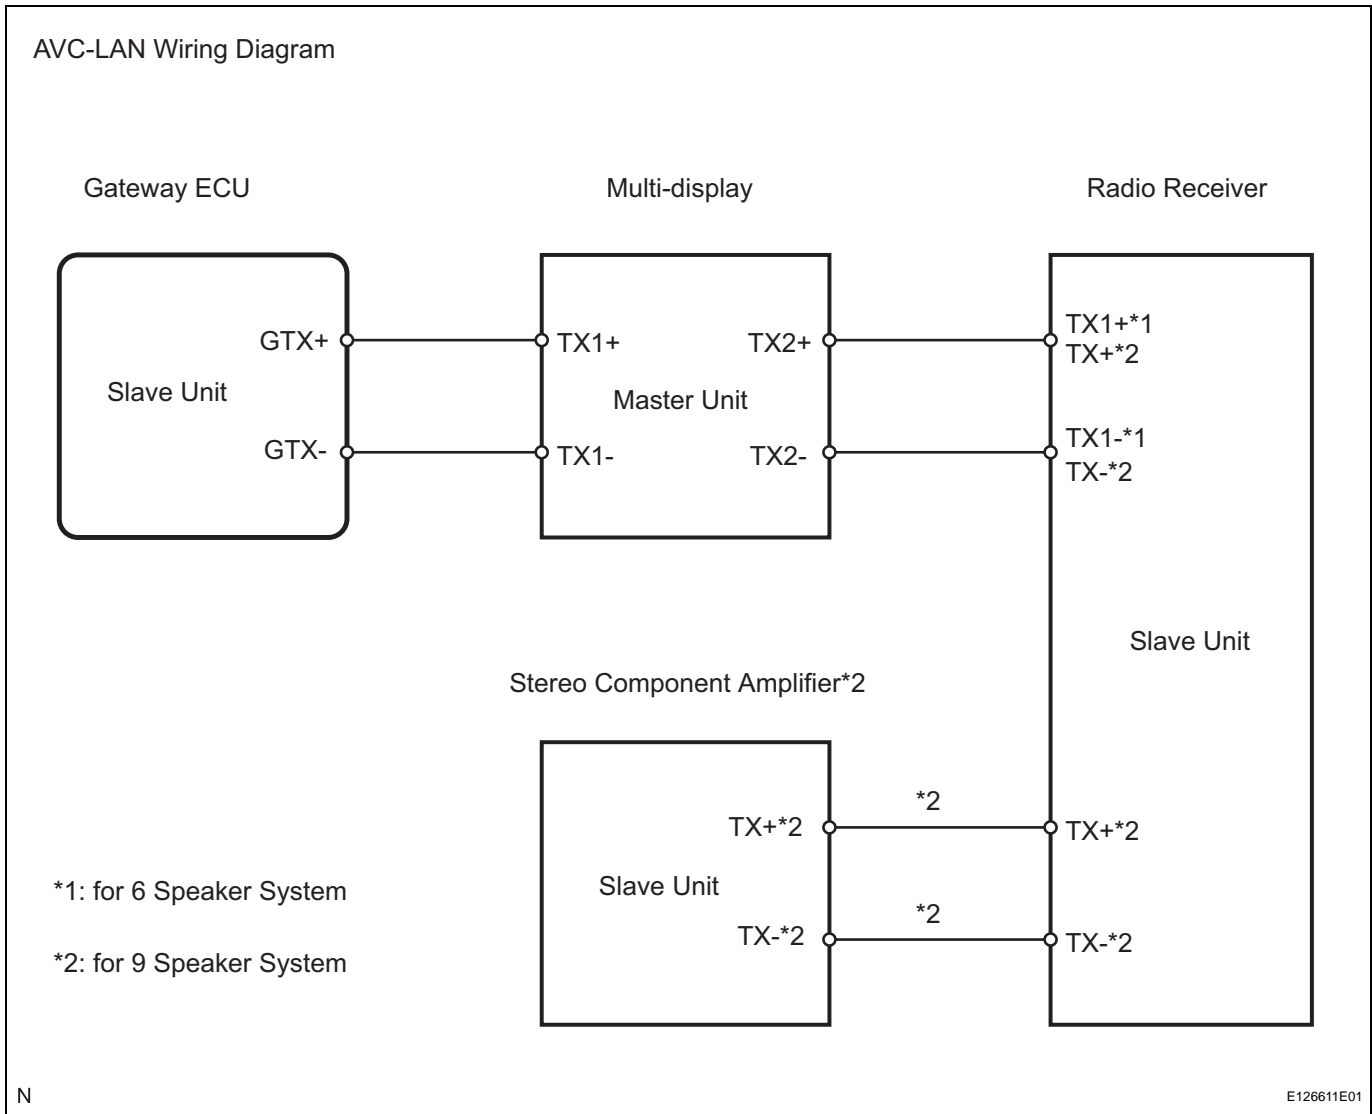 AVC-LAN Wiring Diagram
Gateway ECU
Multi-display
Radio Receiver
GTX+
Slave Unit
GTX-
TX1+
TX2+
Master Unit
TX1-
TX2-
TX1+*1
TX+*2
TX1-*1
TX-*2
Slave Unit
Stereo Component Amplifier*2
TX+*2
*2
TX+*2
Slave Unit
TX-*2
*2
TX-*2
*1: for 6 Speaker System
*2: for 9 Speaker System
N
E126611E01